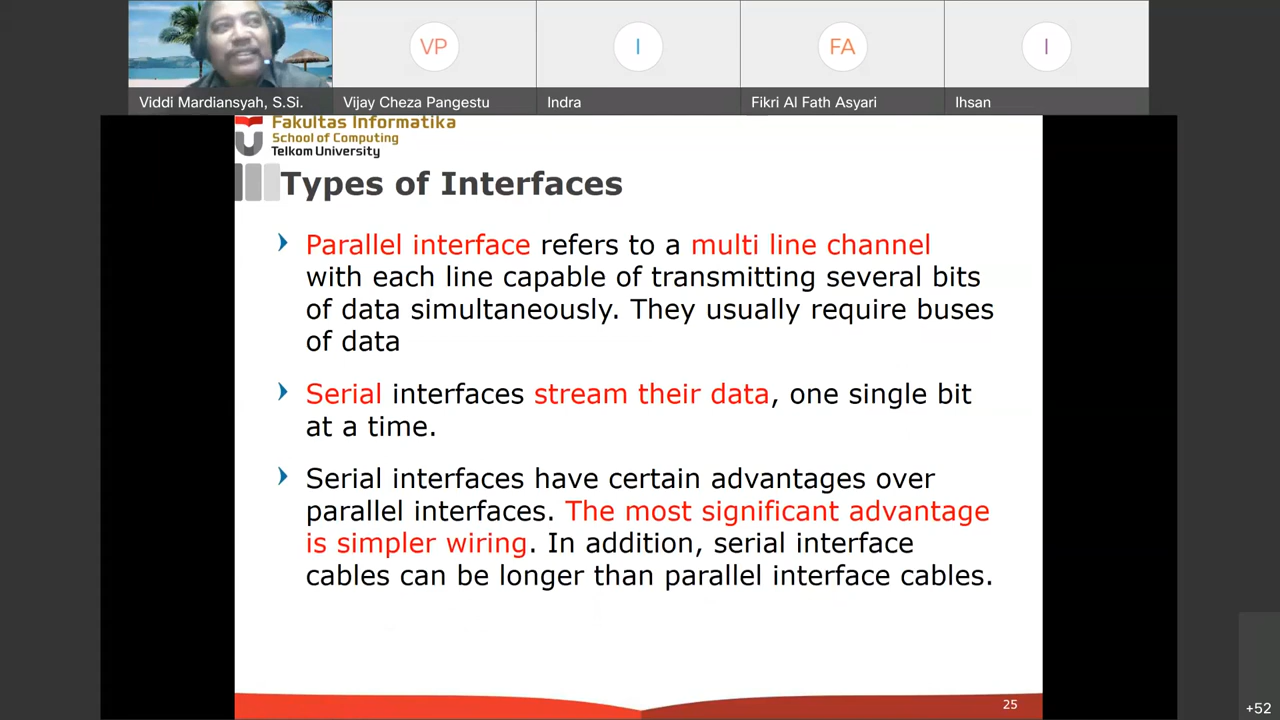 VP
I
FA
I
Viddi Mardiansyah, S.Si.
Vijay Cheza Pangestu
Indra
Fikri Al Fath Asyari
Ihsan
Fakultas Informatika
School of Computing
Telkom University
Types of Interfaces
Parallel interface refers to a multi line channel
with each line capable of transmitting several bits
of data simultaneously. They usually require buses
of data
Serial interfaces stream their data, one single bit
at a time.
Serial interfaces have certain advantages over
parallel interfaces. The most significant advantage
is simpler wiring. In addition, serial interface
cables can be longer than parallel interface cables.
25
+52